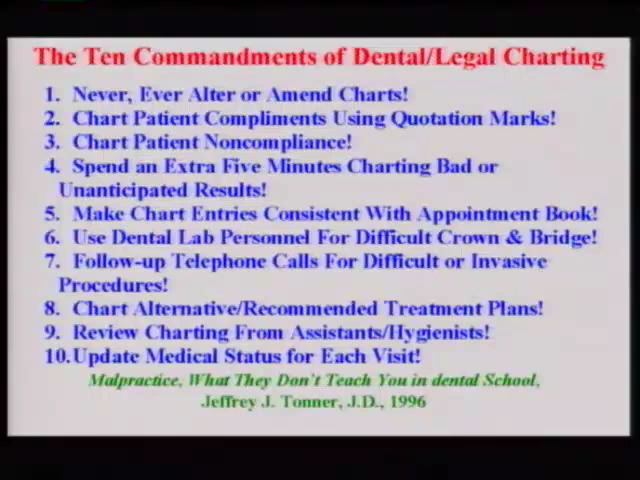 The Ten Commandments of Dental/Legal Charting
1. Never, Ever Alter or Amend Charts!
2. Chart Patient Compliments Using Quotation Marks!
3. Chart Patient Noncompliance!
4. Spend an Extra Five Minutes Charting Bad or
Unanticipated Results!
5. Make Chart Entries Consistent With Appointment Book!
6. Use Dental Lab Personnel For Difficult Crown & Bridge!
7. Follow-up Telephone Calls For Difficult or Invasive
Procedures!
8. Chart Alternative/Recommended Treatment Plans!
9. Review Charting From Assistants/Hygienists!
10.Update Medical Status for Each Visit!
Malpractice, What They Don't Teach You in dental School,
Jeffrey J. Tonner, J.D., 1996